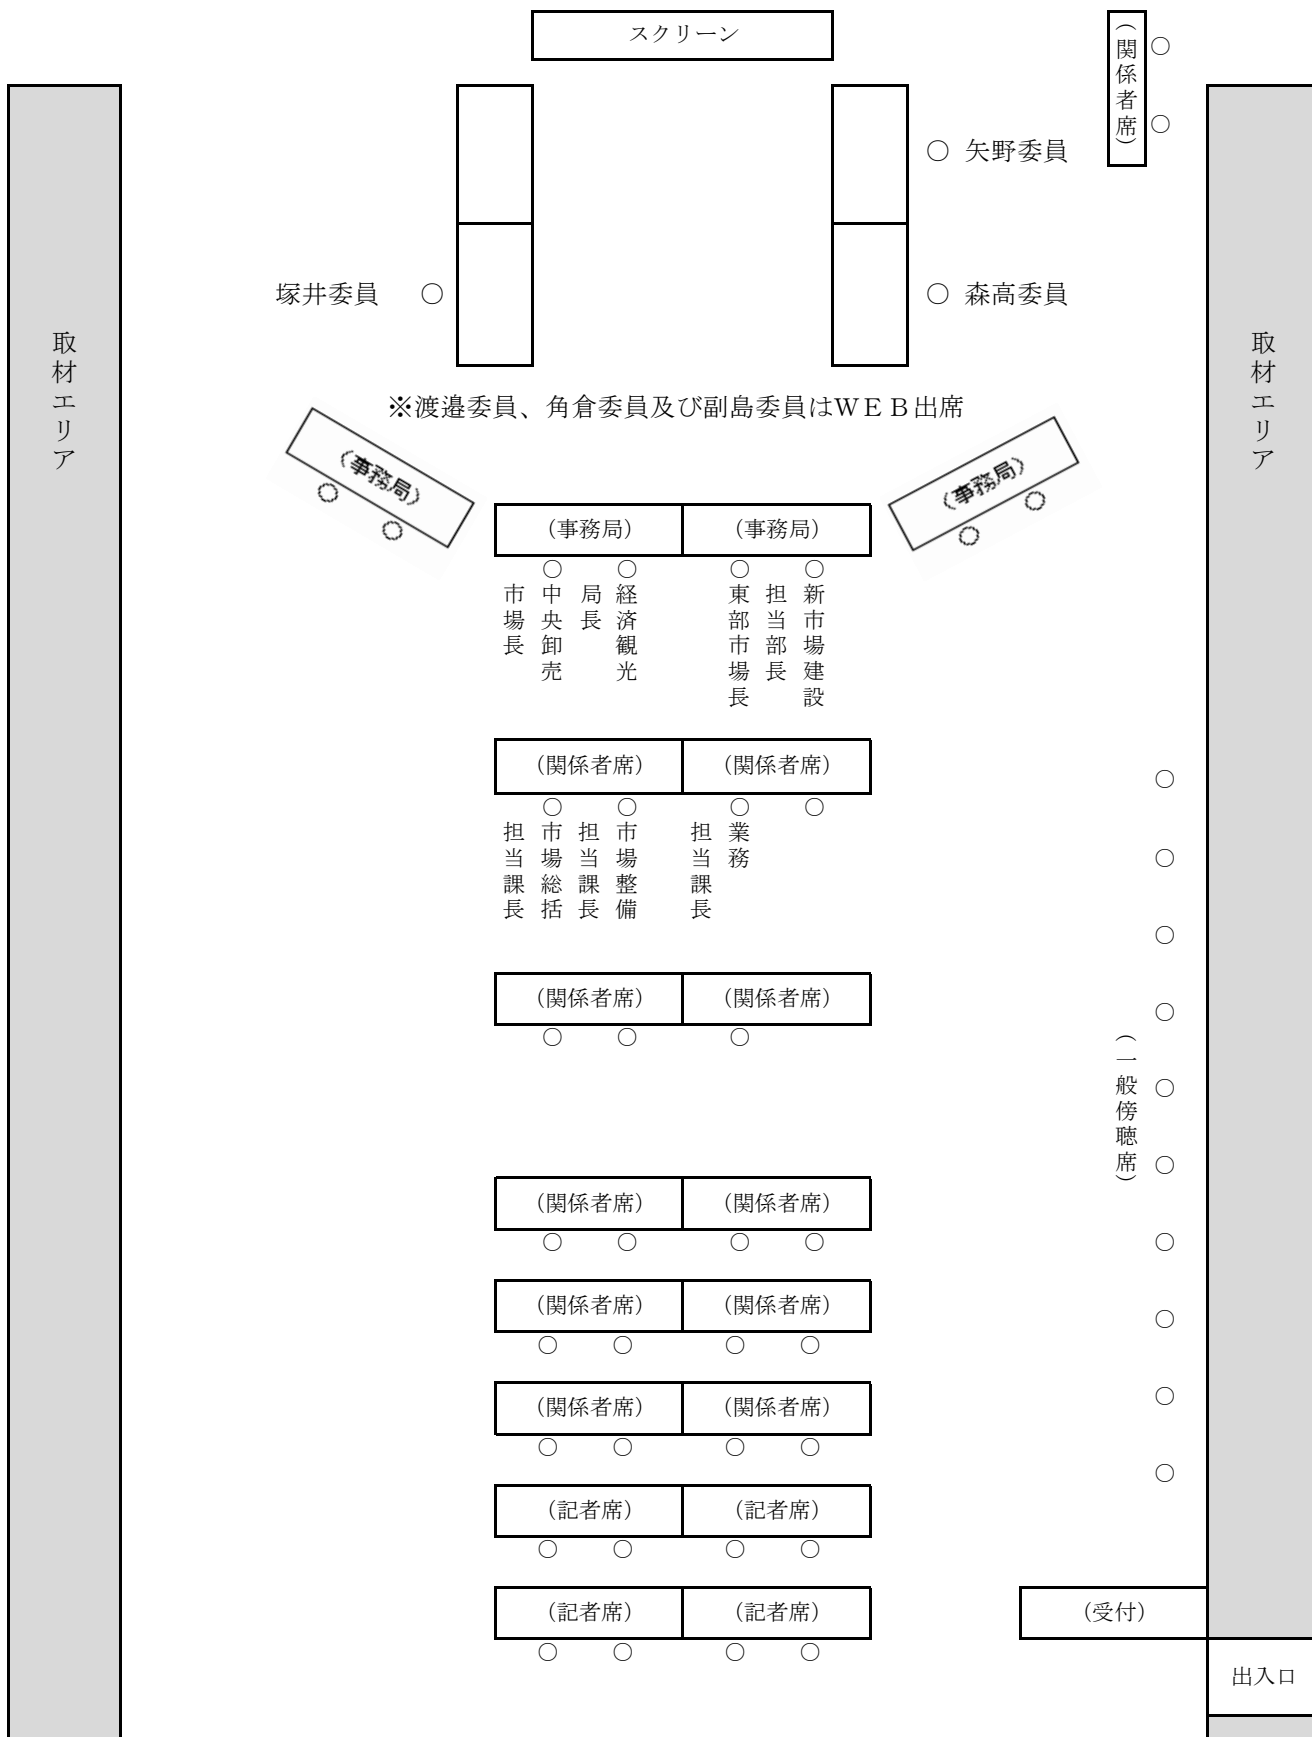 スクリーン
（関係者席）
矢野委員
塚井委員
森高委員
取材エリア
取材エリア
※渡邉委員、角倉委員及び副島委員はＷＥＢ出席
（事務局）
（事務局）
（事務局）
（事務局）
中央卸売
市場長
経済観光
局長
東部市場長
新市場建設
担当部長
（関係者席）
（関係者席）
市場総括
担当課長
市場整備
担当課長
業務
担当課長
（関係者席）
（関係者席）
（一般傍聴席）
（関係者席）
（関係者席）
（関係者席）
（関係者席）
（関係者席）
（関係者席）
（記者席）
（記者席）
（記者席）
（記者席）
（受付）
出入口